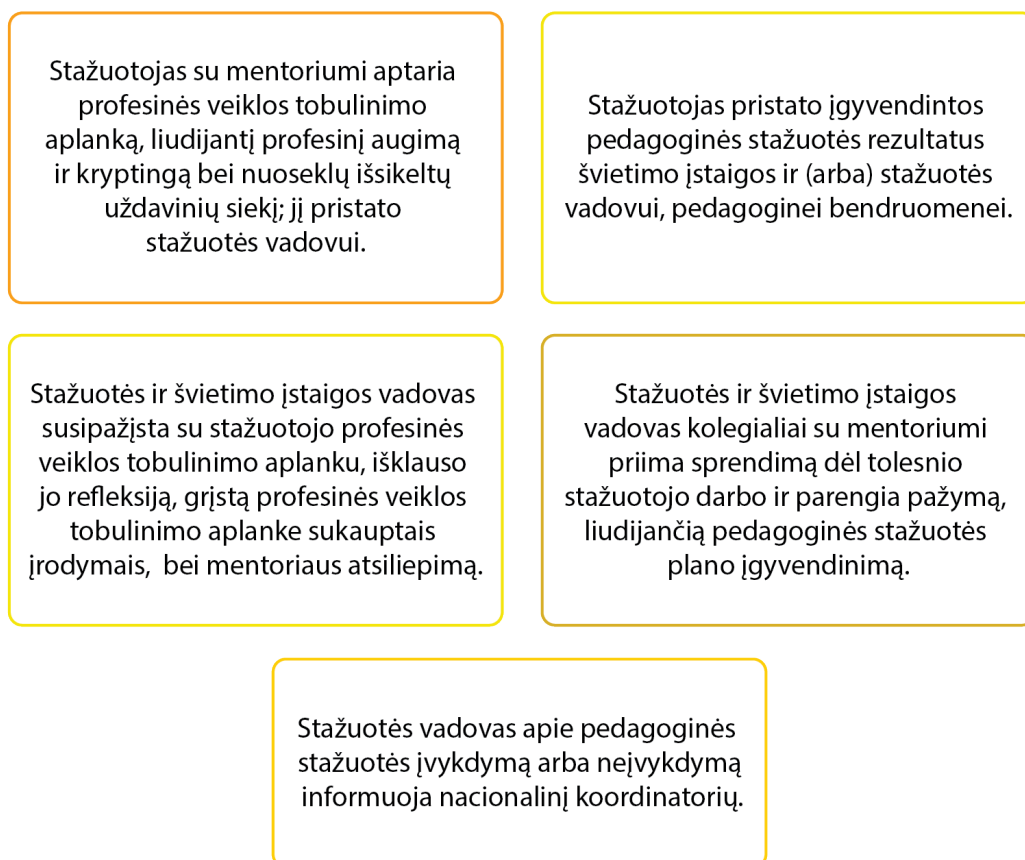 Stažuotojas su mentoriumi aptaria
profesinės veiklos tobulinimo
aplanką, liudijantį profesinį augimą
ir kryptingą bei nuoseklų išsikeltų
uždavinių siekį; jį pristato
stažuotės vadovui.
Stažuotojas pristato įgyvendintos
pedagoginės stažuotės rezultatus
švietimo įstaigos ir (arba) stažuotės
vadovui, pedagoginei bendruomenei.
Stažuotės ir švietimo įstaigos vadovas
susipažįsta su stažuotojo profesinės
veiklos tobulinimo aplanku, išklauso
jo refleksiją, grįstą profesinės veiklos
tobulinimo aplanke sukauptais
įrodymais, bei mentoriaus atsiliepimą.
Stažuotės ir švietimo įstaigos
vadovas kolegialiai su mentoriumi
priima sprendimą dėl tolesnio
stažuotojo darbo ir parengia pažymą,
liudijančią pedagoginės stažuotės
plano įgyvendinimą.
Stažuotės vadovas apie pedagoginės
stažuotės įvykdymą arba neįvykdymą
informuoja nacionalinį koordinatorių.